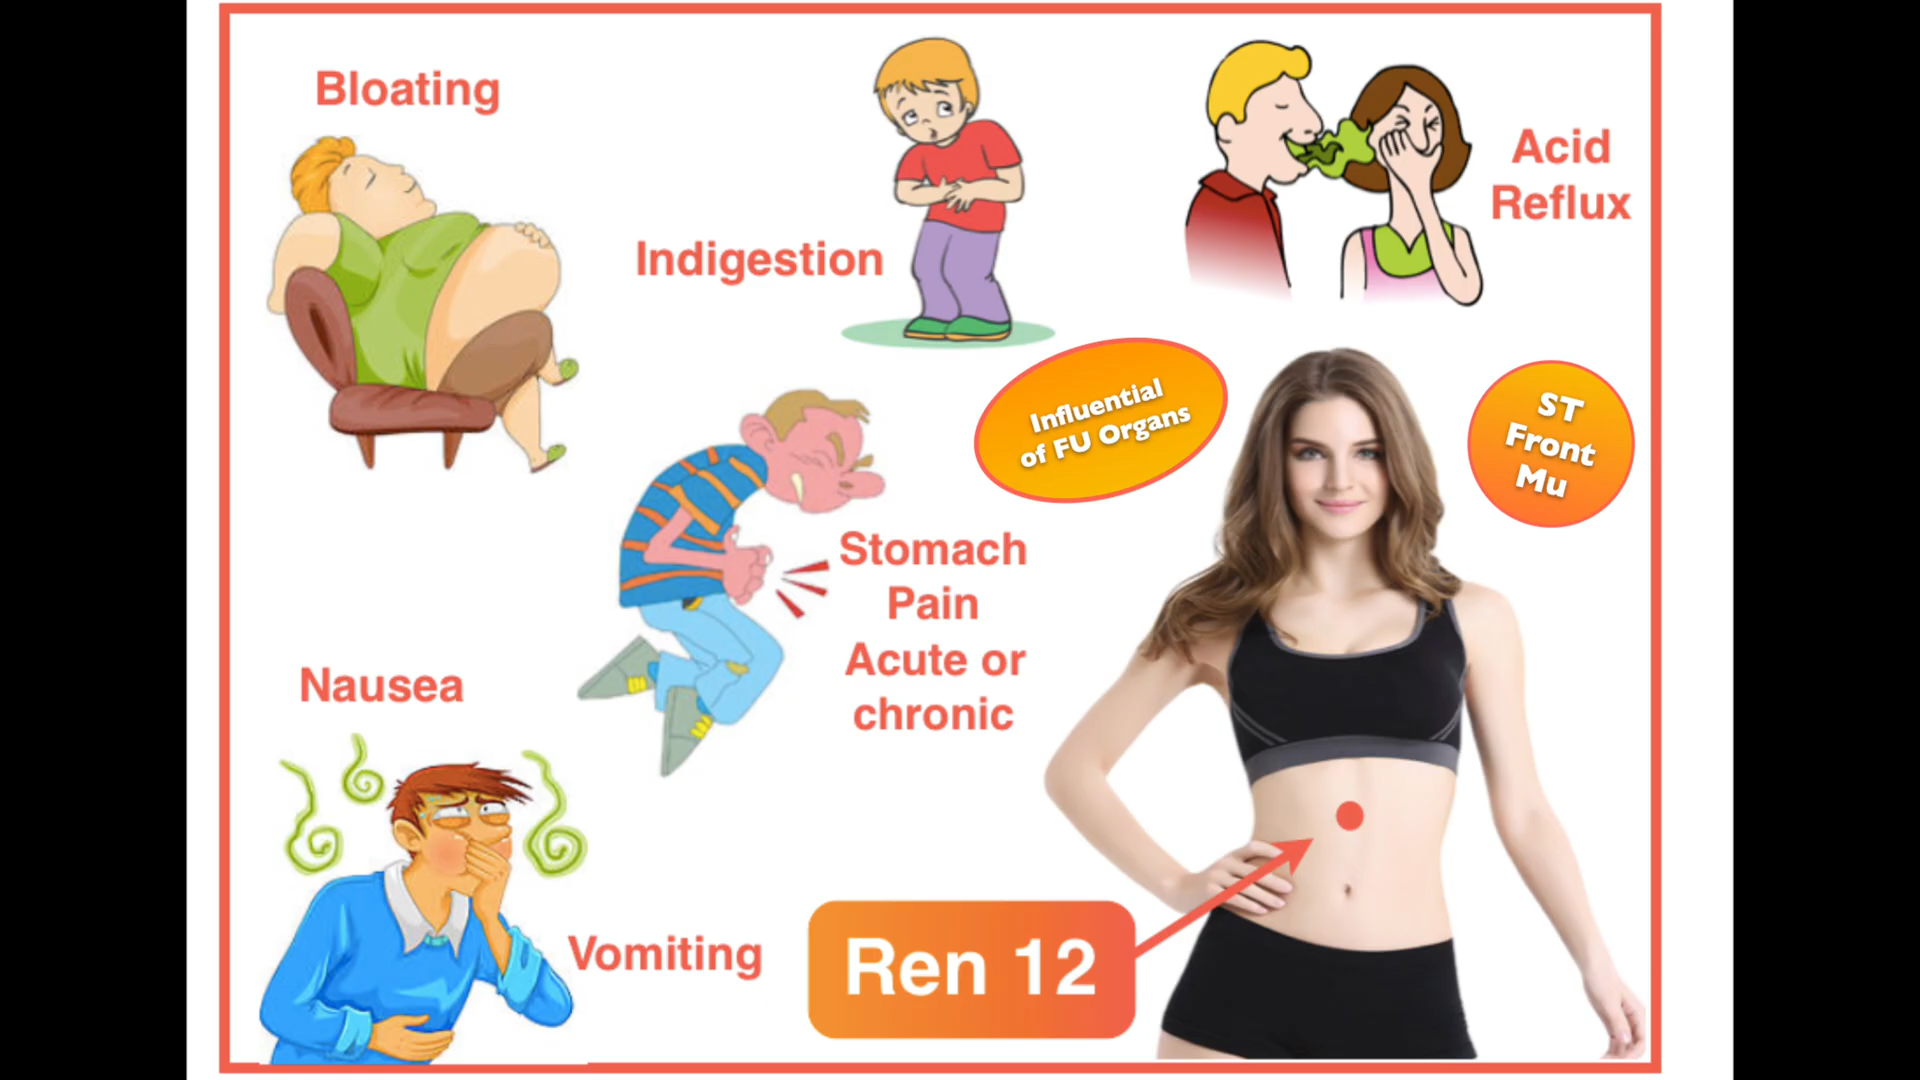 Bloating
Indigestion
Acid
Reflux
Influential
of FU Organs
ST
Front
Mu
Stomach
Pain
Acute or
chronic
Nausea
Vomiting
Ren 12